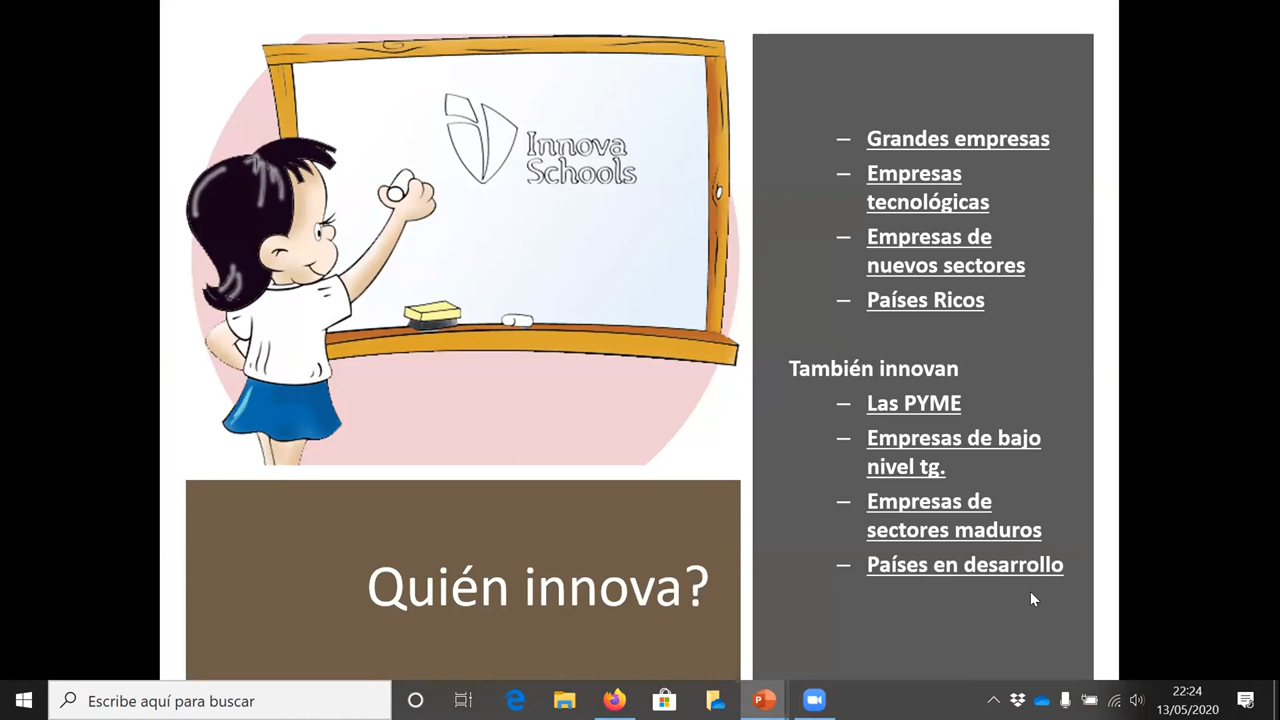 Innova
Schools
– Grandes empresas
– Empresas
tecnológicas
– Empresas de
nuevos sectores
– Países Ricos
También innovan
– Las PYME
– Empresas de bajo
nivel tg.
– Empresas de
sectores maduros
– Países en desarrollo
Quién innova?
Escribe aquí para buscar
22:24
13/05/2020